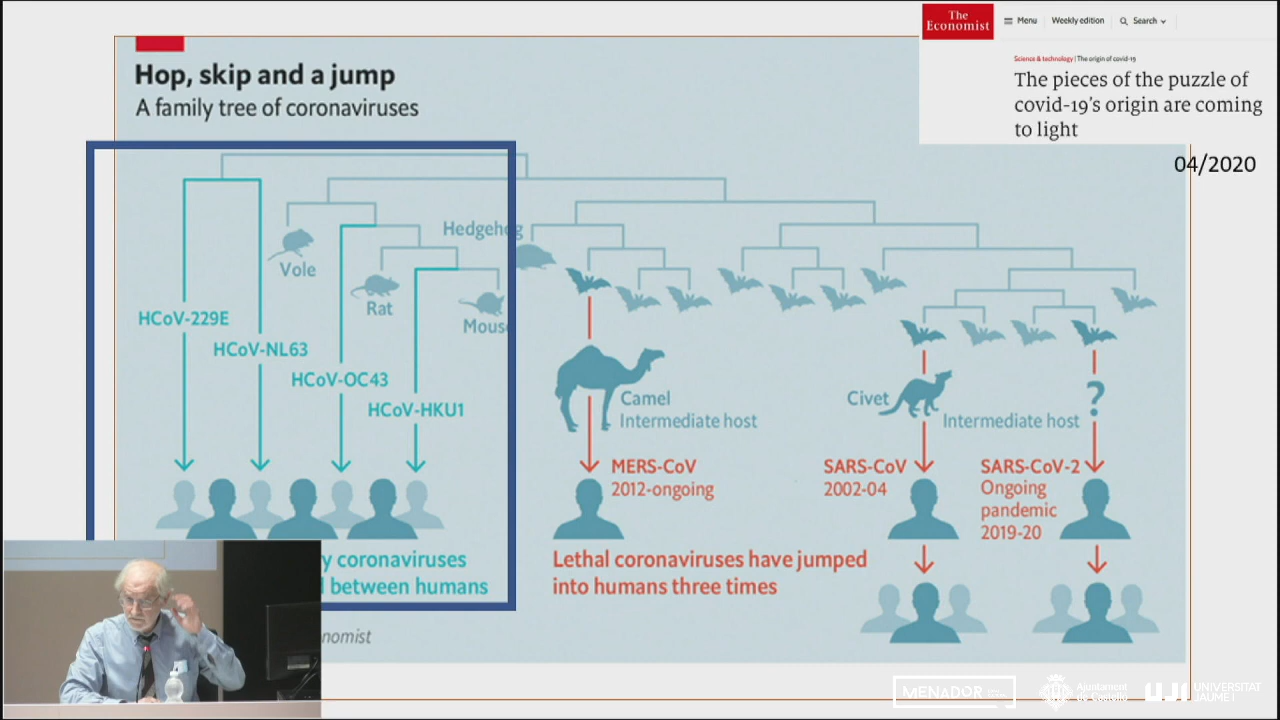 The
Economist
Menu
Weekly edition
Search
Science & technology | The origin of covid-19
The pieces of the puzzle of
covid-19's origin are coming
to light
04/2020
Hop, skip and a jump
A family tree of coronaviruses
Hedgehog
Vole
Rat
Mouse
HCoV-229E
HCoV-NL63
HCoV-OC43
HCoV-HKU1
Camel
Intermediate host
Civet
Intermediate host
?
MERS-CoV
2012-ongoing
SARS-CoV
2002-04
SARS-CoV-2
Ongoing
pandemic
2019-20
y coronaviruses
between humans
Lethal coronaviruses have jumped
into humans three times
nomist
MENADOR
Ajuntament
de Castelló
UJI UNIVERSITAT
JAUME I